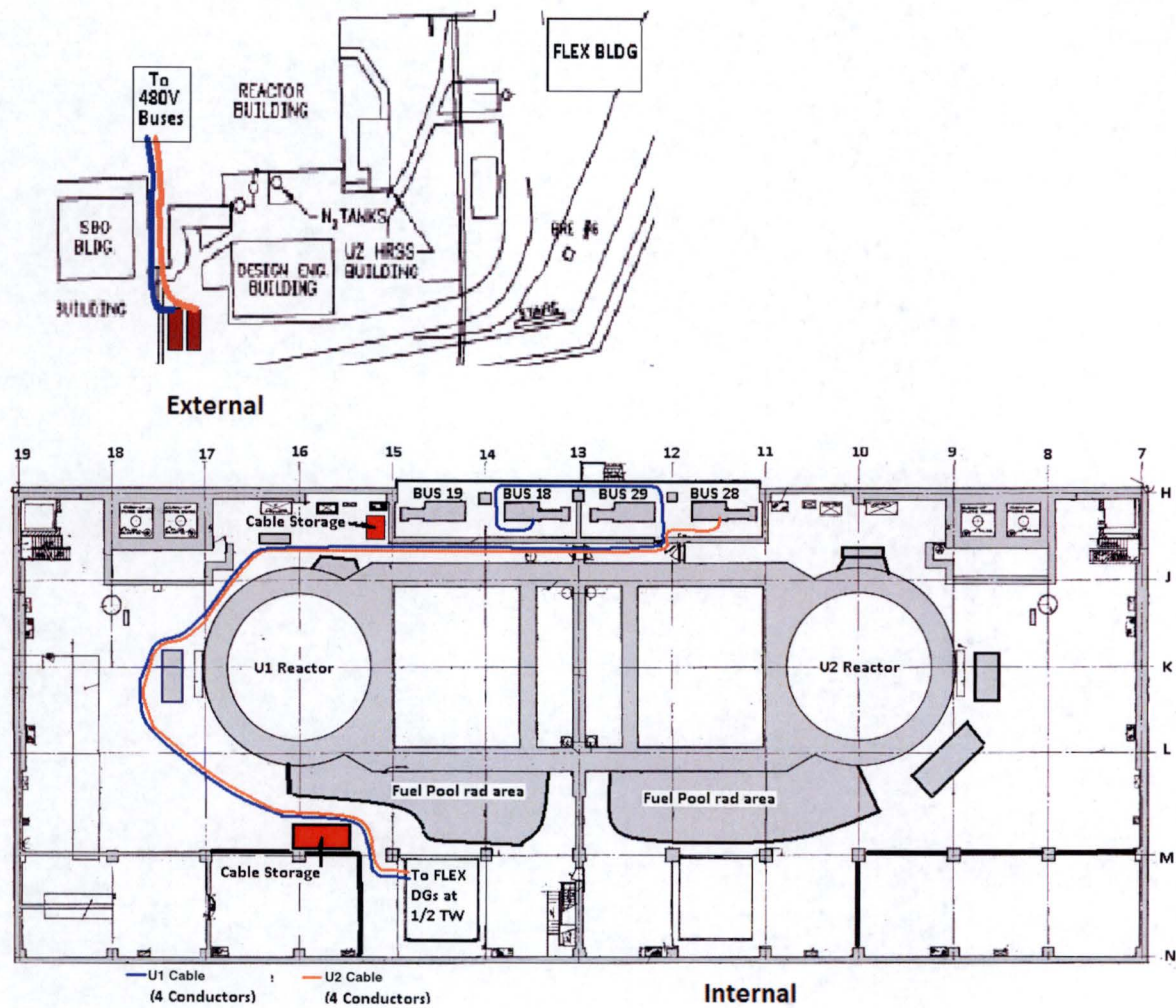 To
480V
Buses
REACTOR
BUILDING
FLEX BLDG
SBO
BLDG.
BUILDING
N2 TANKS
U2 HRSS
BUILDING
DESIGN ENG.
BUILDING
External
19 18 17 16 15 14 13 12 11 10 9 8 7
H
BUS 19 BUS 18 BUS 29 BUS 28
Cable Storage
J
U1 Reactor
U2 Reactor
K
L
Fuel Pool rad area
Fuel Pool rad area
M
Cable Storage
To FLEX
DGs at
1/2 TW
N
U1 Cable
(4 Conductors)
U2 Cable
(4 Conductors)
Internal